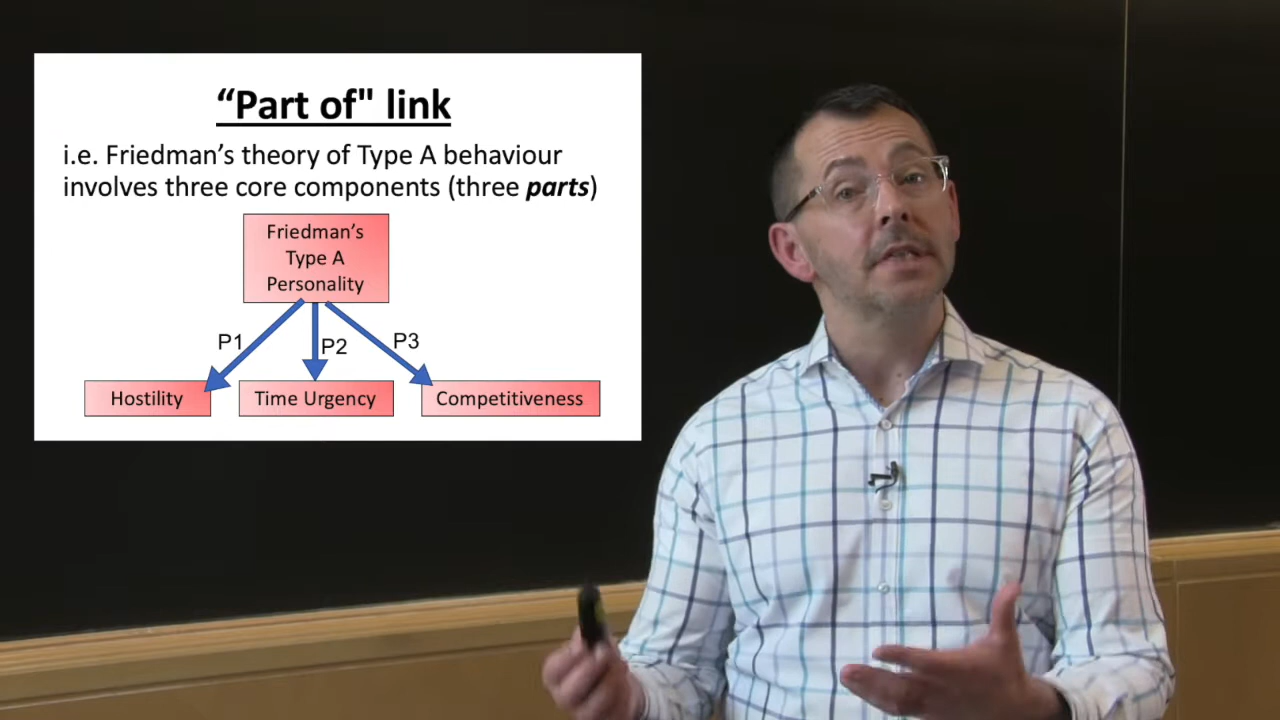 “Part of" link
i.e. Friedman’s theory of Type A behaviour
involves three core components (three parts)
Friedman’s
Type A
Personality
P1
P2
P3
Hostility
Time Urgency
Competitiveness